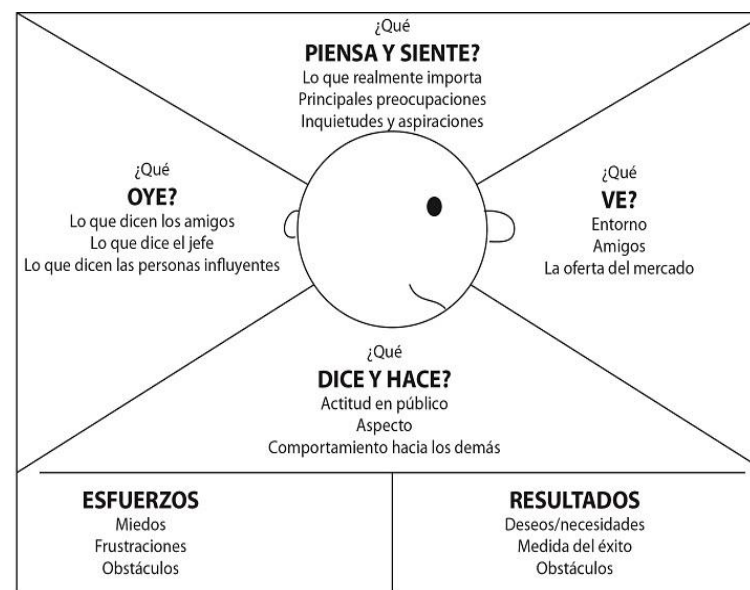 ¿Qué
PIENSA Y SIENTE?
Lo que realmente importa
Principales preocupaciones
Inquietudes y aspiraciones
¿Qué
OYE?
Lo que dicen los amigos
Lo que dice el jefe
Lo que dicen las personas influyentes
¿Qué
VE?
Entorno
Amigos
La oferta del mercado
¿Qué
DICE Y HACE?
Actitud en público
Aspecto
Comportamiento hacia los demás
ESFUERZOS
Miedos
Frustraciones
Obstáculos
RESULTADOS
Deseos/necesidades
Medida del éxito
Obstáculos